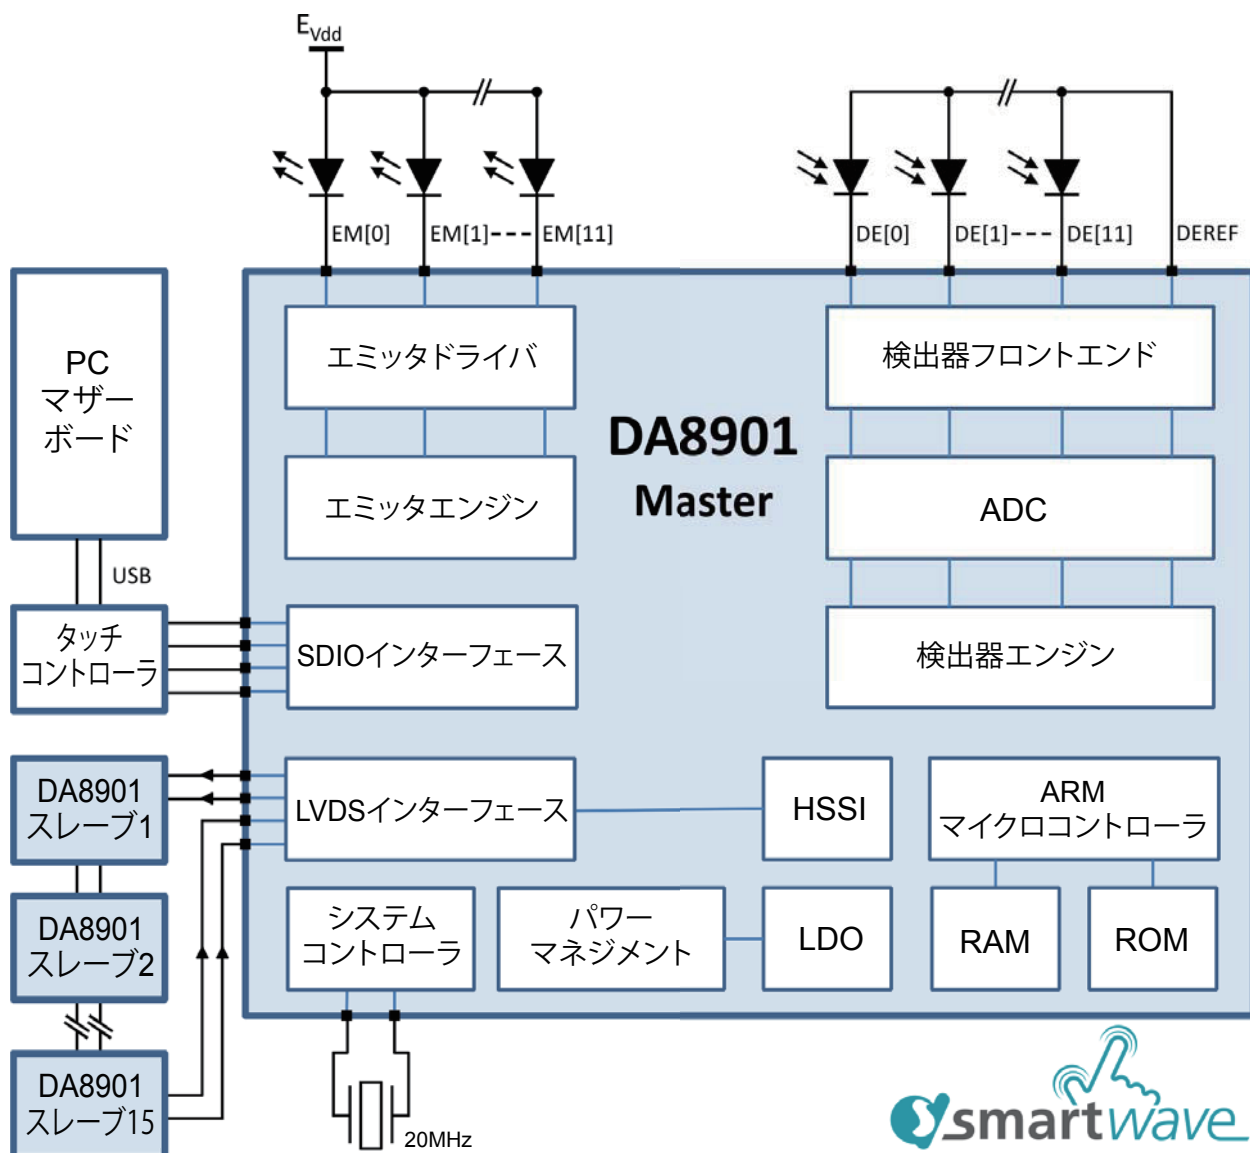 EVdd
EM[0]
EM[1]---EM[11]
DE[0]
DE[1]---
DE[11]
DEREF
PC
マザー
ボード
USB
タッチ
コントローラ
DA8901
スレーブ1
DA8901
スレーブ2
DA8901
スレーブ15
エミッタドライバ
エミッタエンジン
DA8901
Master
検出器フロントエンド
ADC
検出器エンジン
SDIOインターフェース
LVDSインターフェース
HSSI
ARM
マイクロコントローラ
システム
コントローラ
パワー
マネジメント
LDO
RAM
ROM
20MHz
smartwave